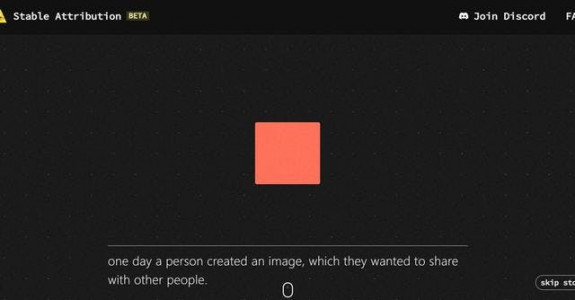 Stable Attribution BETA
Join Discord
one day a person created an image, which they wanted to share
with other people.
skip